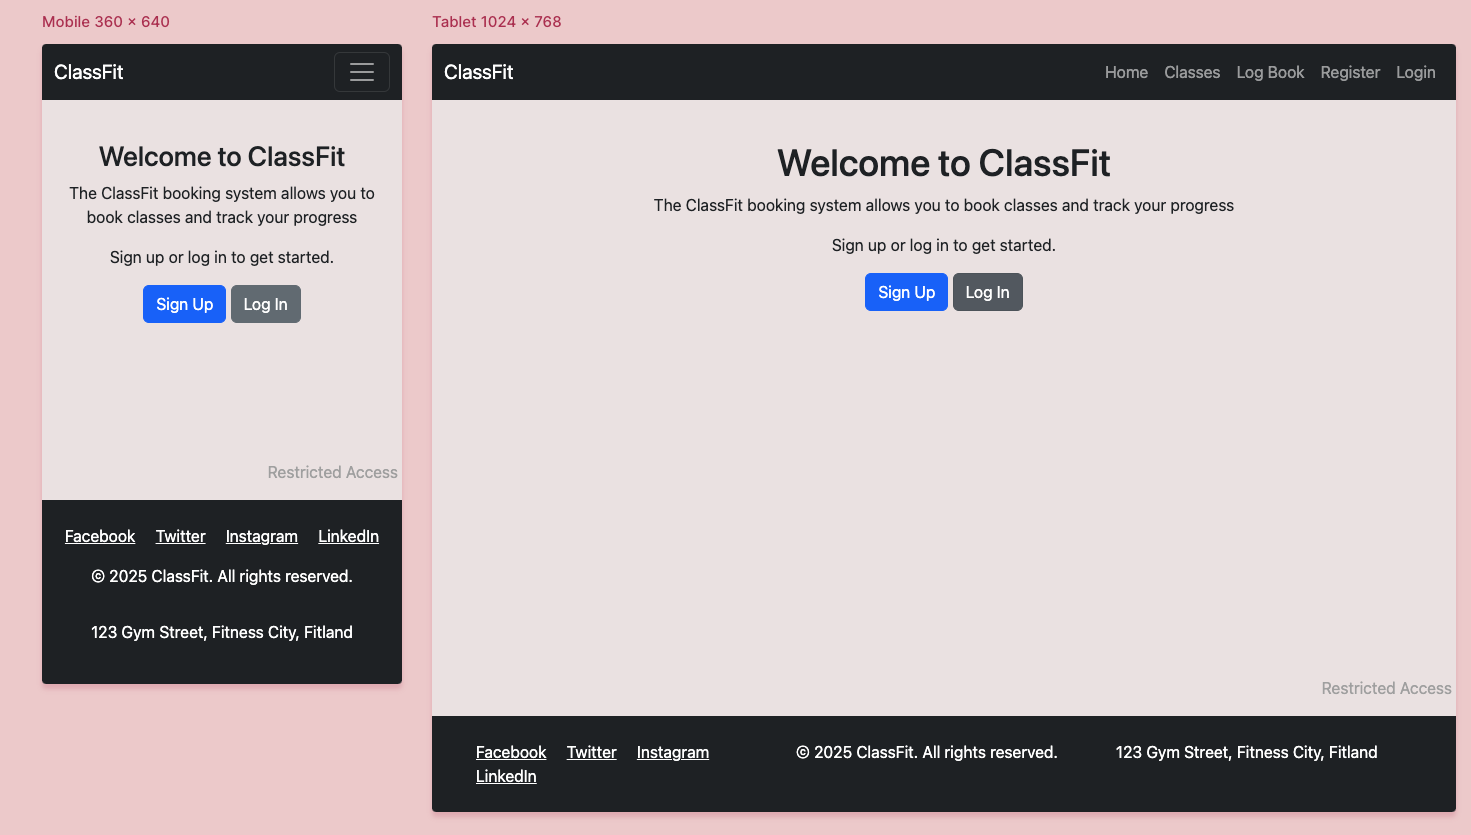 Mobile 360 × 640
ClassFit
Welcome to ClassFit
The ClassFit booking system allows you to
book classes and track your progress
Sign up or log in to get started.
Sign Up Log In
Restricted Access
Facebook Twitter Instagram LinkedIn
© 2025 ClassFit. All rights reserved.
123 Gym Street, Fitness City, Fitland
Tablet 1024 × 768
ClassFit Home Classes Log Book Register Login
Welcome to ClassFit
The ClassFit booking system allows you to book classes and track your progress
Sign up or log in to get started.
Sign Up Log In
Restricted Access
Facebook Twitter Instagram
LinkedIn
© 2025 ClassFit. All rights reserved.
123 Gym Street, Fitness City, Fitland